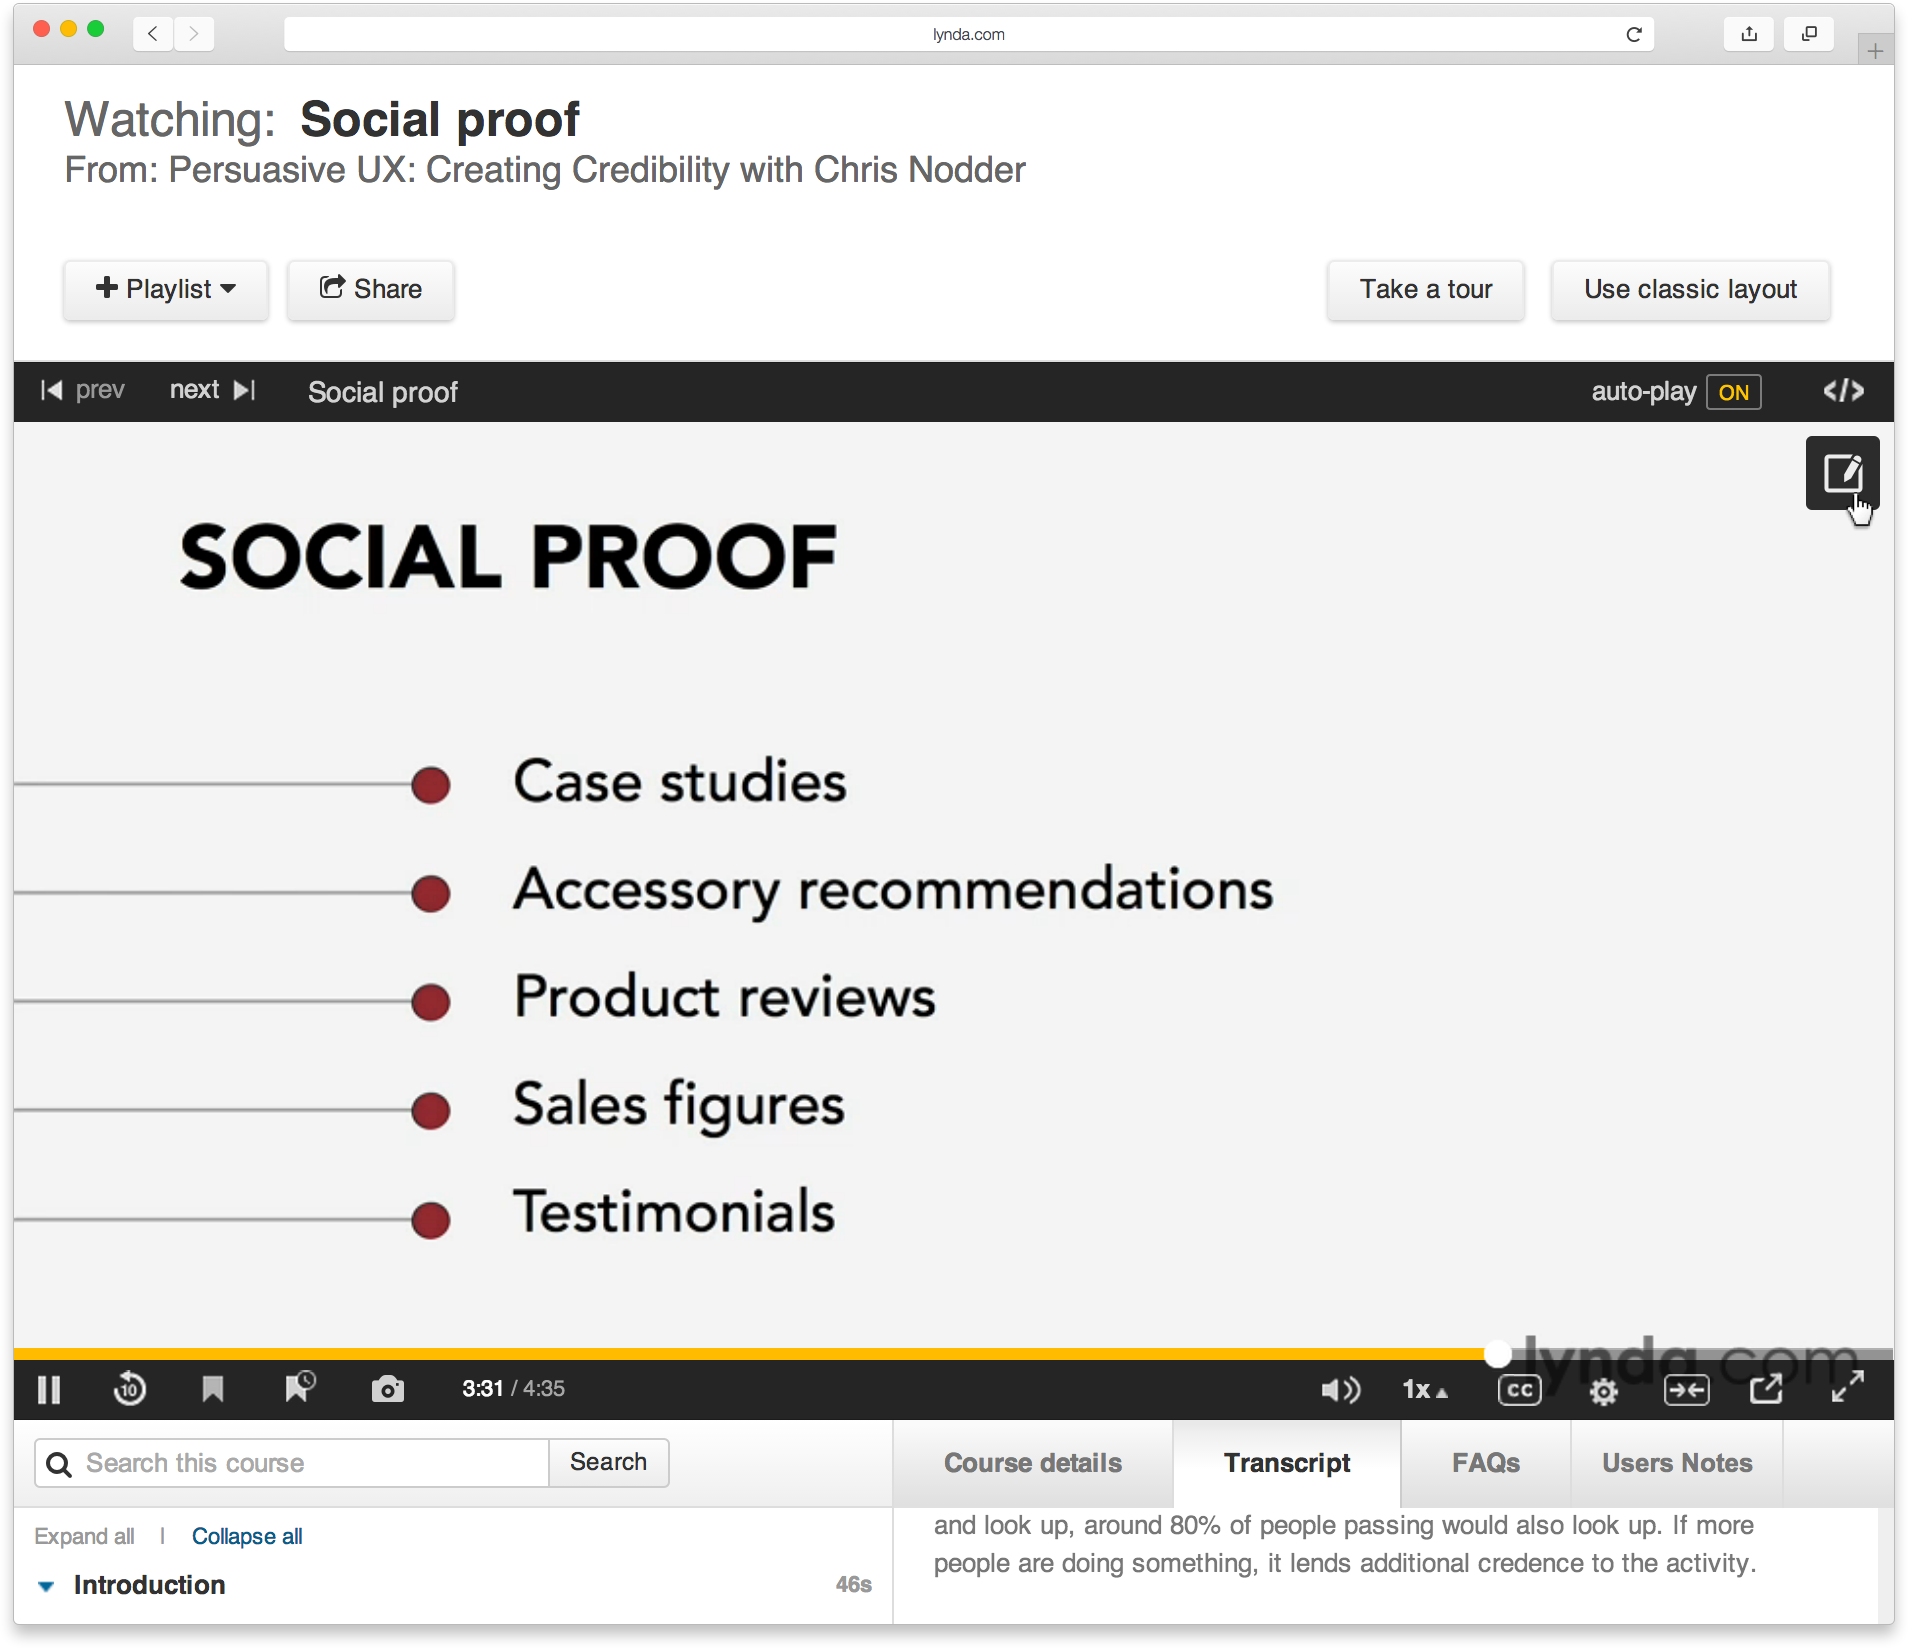 lynda.com
Watching: Social proof
From: Persuasive UX: Creating Credibility with Chris Nodder
Playlist
Share
Take a tour
Use classic layout
prev
next
Social proof
auto-play ON
</>
SOCIAL PROOF
Case studies
Accessory recommendations
Product reviews
Sales figures
Testimonials
lynda.com
10
3:31 / 4:35
1x
CC
Search this course
Search
Course details
Transcript
FAQs
Users Notes
Expand all | Collapse all
Introduction
46s
and look up, around 80% of people passing would also look up. If more
people are doing something, it lends additional credence to the activity.